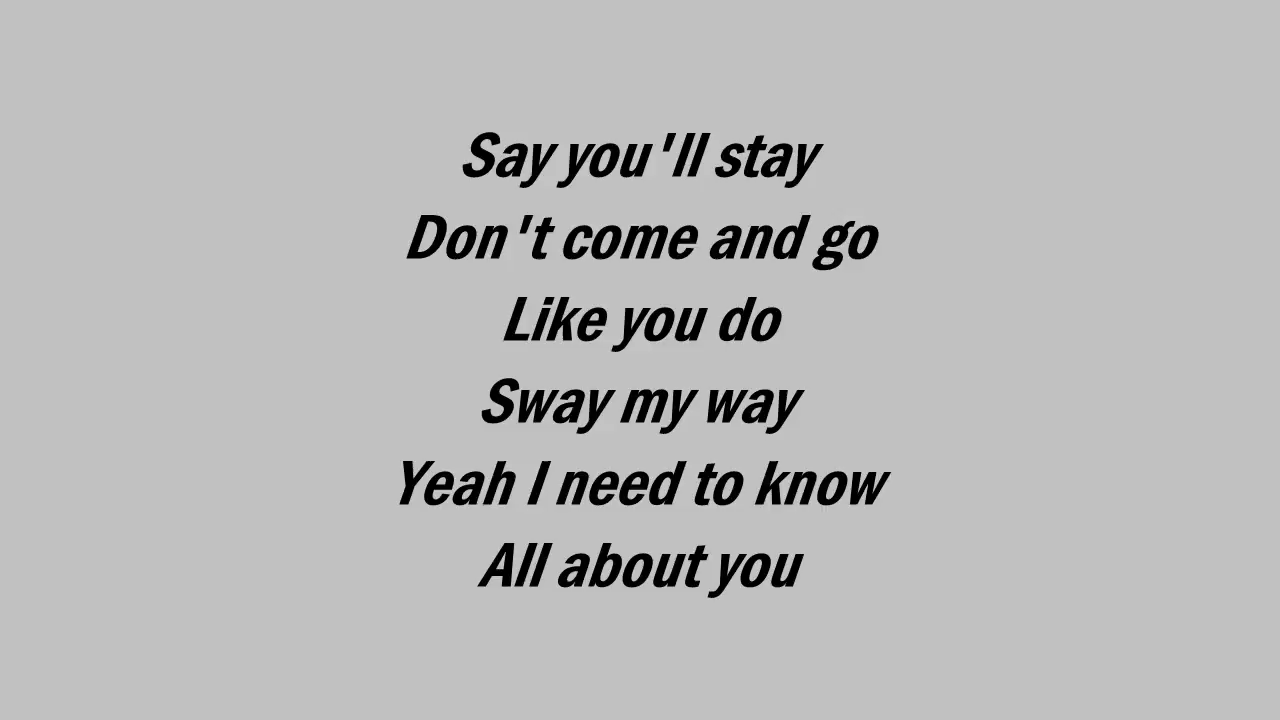 Say you'll stay
Don't come and go
Like you do
Sway my way
Yeah I need to know
All about you